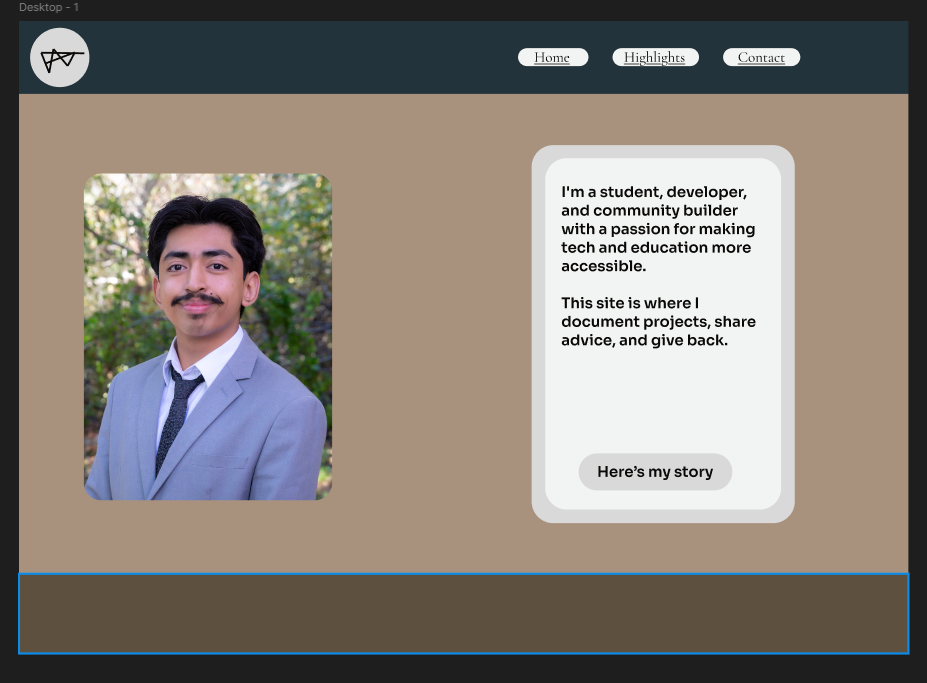 Desktop - 1
Home
Highlights
Contact
I'm a student, developer,
and community builder
with a passion for making
tech and education more
accessible.
This site is where I
document projects, share
advice, and give back.
Here’s my story